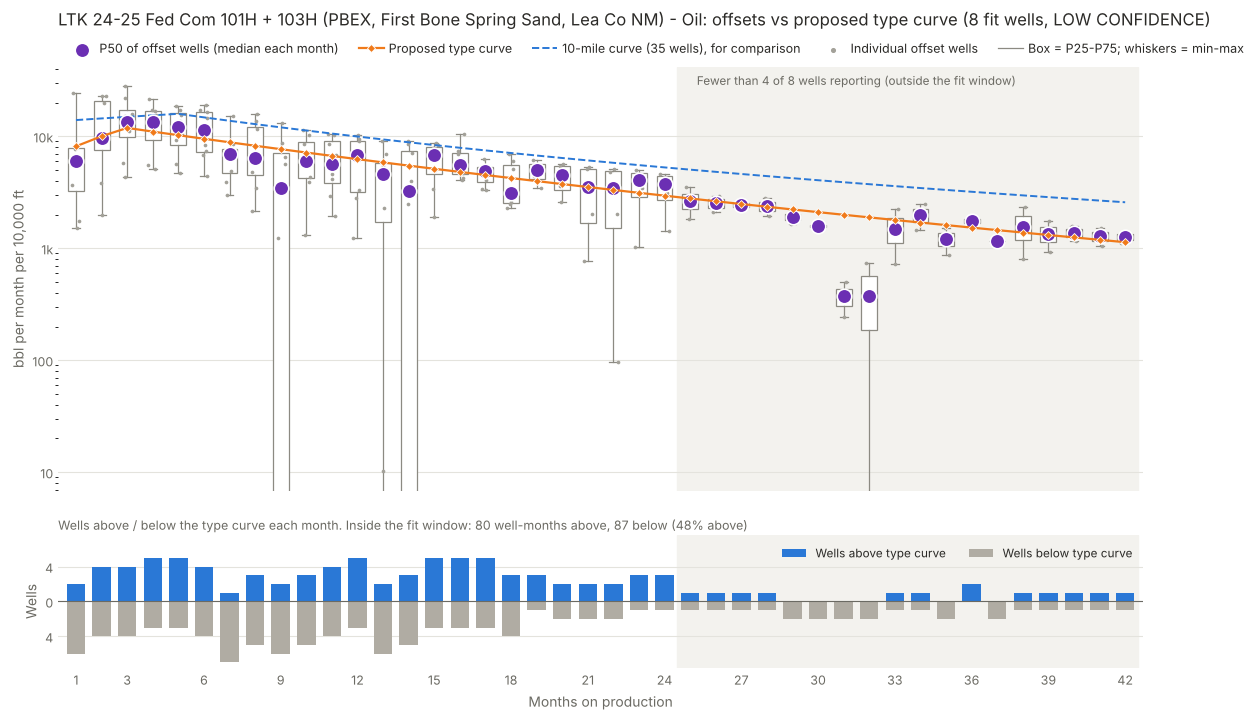 LTK 24-25 Fed Com 101H + 103H (PBEX, First Bone Spring Sand, Lea Co NM) - Oil: offsets vs proposed type curve (8 fit wells, LOW CONFIDENCE)
P50 of offset wells (median each month) Proposed type curve 10-mile curve (35 wells), for comparison Individual offset wells Box = P25-P75; whiskers = min-max
Fewer than 4 of 8 wells reporting (outside the fit window)
bbl per month per 10,000 ft
10k
1k
100
10
Wells above / below the type curve each month. Inside the fit window: 80 well-months above, 87 below (48% above)
Wells above type curve Wells below type curve
Wells
4
0
4
1 3 6 9 12 15 18 21 24 27 30 33 36 39 42
Months on production